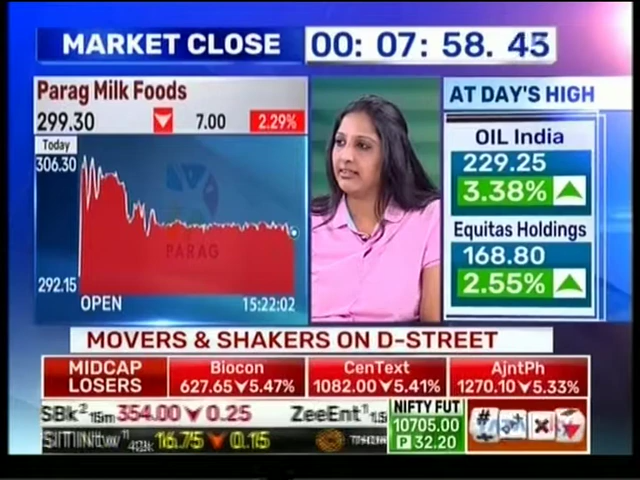 MARKET CLOSE 00: 07: 58. 45
Parag Milk Foods
299.30 7.00 2.29%
Today
306.30
PARAG
292.15
OPEN 15:22:02
AT DAY'S HIGH
OIL India
229.25
3.38%
Equitas Holdings
168.80
2.55%
MOVERS & SHAKERS ON D-STREET
MIDCAP LOSERS
Biocon
627.65 5.47%
CenText
1082.00 5.41%
AjntPh
1270.10 5.33%
SBk 15m 354.00 0.25 ZeeEnt
16.75 0.15
NIFTY FUT
10705.00
P 32.20